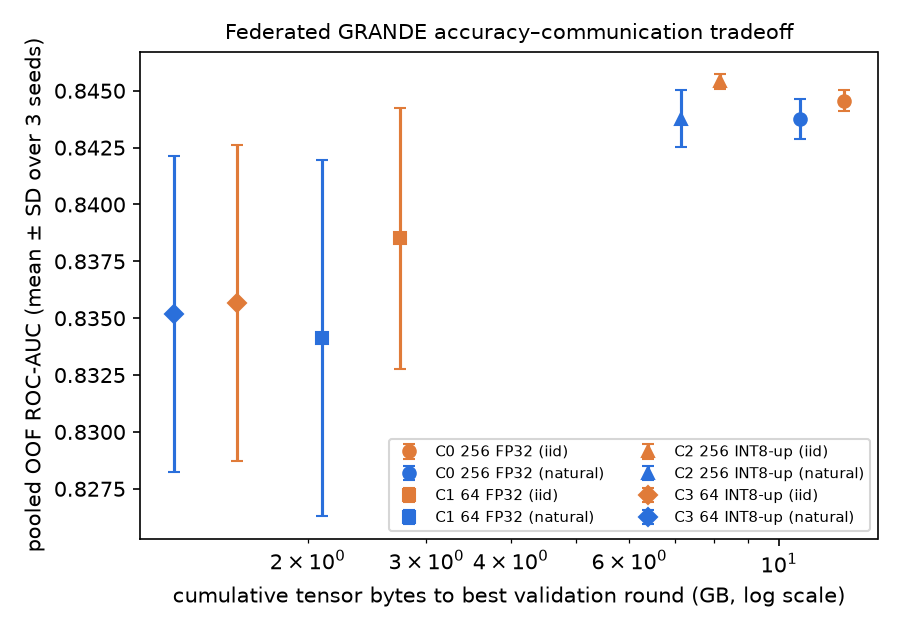 Federated GRANDE accuracy–communication tradeoff
pooled OOF ROC-AUC (mean ± SD over 3 seeds)
0.8450
0.8425
0.8400
0.8375
0.8350
0.8325
0.8300
0.8275
C0 256 FP32 (iid)
C0 256 FP32 (natural)
C1 64 FP32 (iid)
C1 64 FP32 (natural)
C2 256 INT8-up (iid)
C2 256 INT8-up (natural)
C3 64 INT8-up (iid)
C3 64 INT8-up (natural)
2 × 10⁰ 3 × 10⁰ 4 × 10⁰ 6 × 10⁰ 10¹
cumulative tensor bytes to best validation round (GB, log scale)